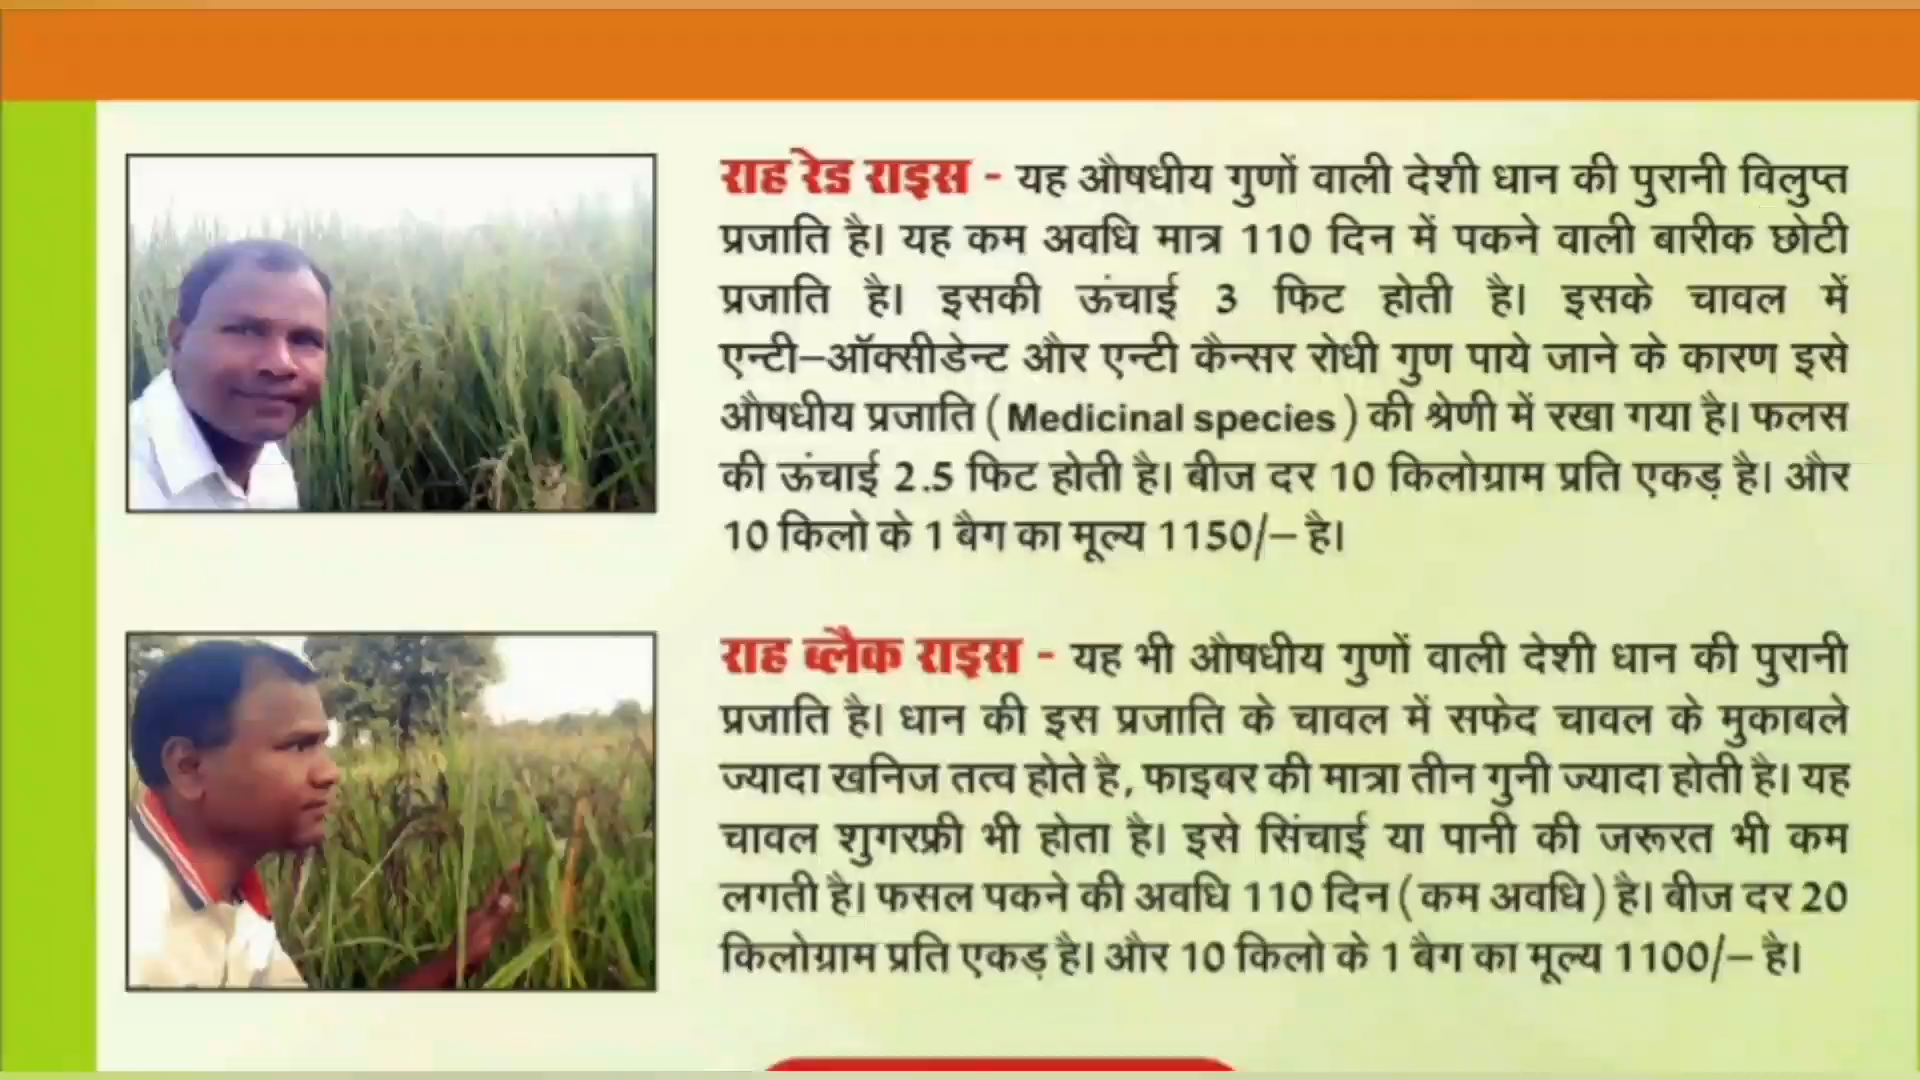 राह रेड राइस - यह औषधीय गुणों वाली देशी धान की पुरानी विलुप्त
प्रजाति है। यह कम अवधि मात्र 110 दिन में पकने वाली बारीक छोटी
प्रजाति है। इसकी ऊंचाई 3 फिट होती है। इसके चावल में
एन्टी–ऑक्सीडेन्ट और एन्टी कैन्सर रोधी गुण पाये जाने के कारण इसे
औषधीय प्रजाति (Medicinal species) की श्रेणी में रखा गया है। फलस
की ऊंचाई 2.5 फिट होती है। बीज दर 10 किलोग्राम प्रति एकड़ है। और
10 किलो के 1 बैग का मूल्य 1150/– है।
राह ब्लैक राइस - यह भी औषधीय गुणों वाली देशी धान की पुरानी
प्रजाति है। धान की इस प्रजाति के चावल में सफेद चावल के मुकाबले
ज्यादा खनिज तत्व होते है, फाइबर की मात्रा तीन गुनी ज्यादा होती है। यह
चावल शुगरफ्री भी होता है। इसे सिंचाई या पानी की जरूरत भी कम
लगती है। फसल पकने की अवधि 110 दिन (कम अवधि) है। बीज दर 20
किलोग्राम प्रति एकड़ है। और 10 किलो के 1 बैग का मूल्य 1100/– है।